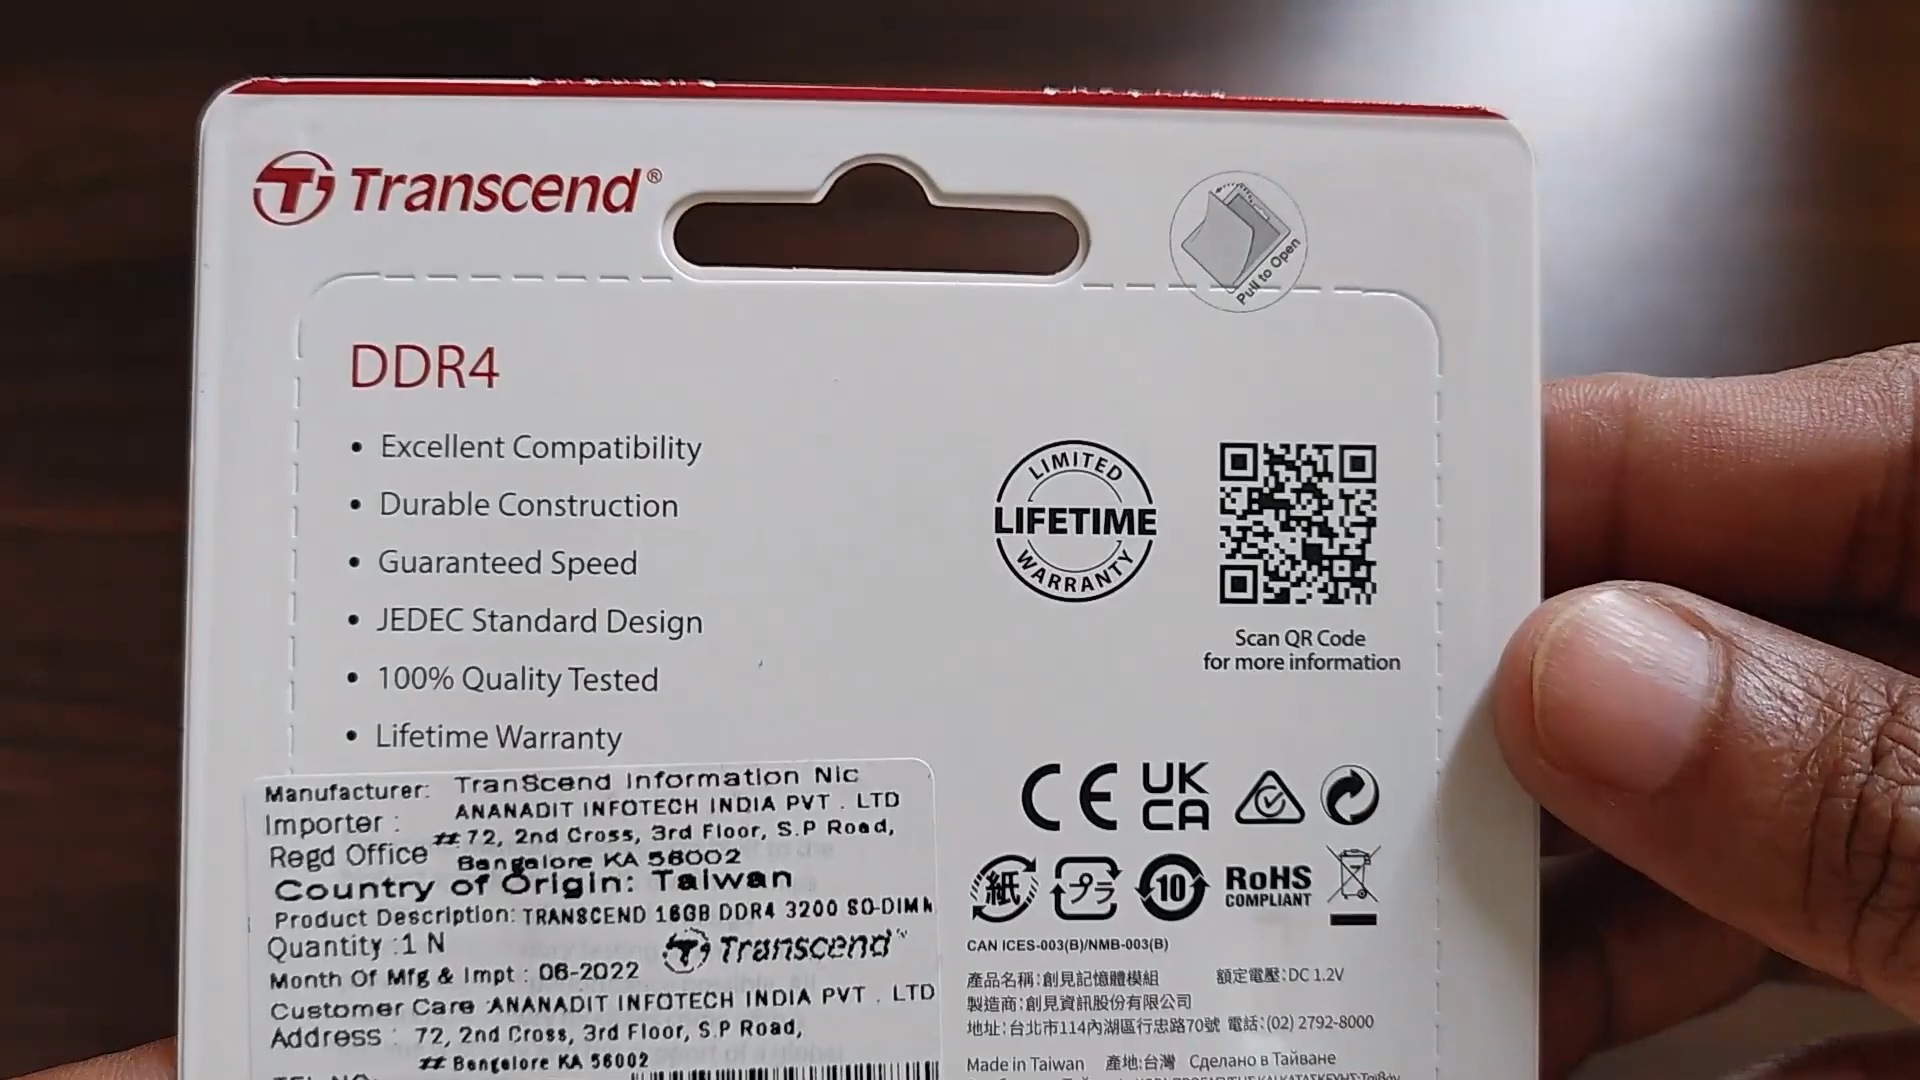 Transcend®
Pull to Open
DDR4
• Excellent Compatibility
• Durable Construction
• Guaranteed Speed
• JEDEC Standard Design
• 100% Quality Tested
• Lifetime Warranty
LIMITED
LIFETIME
WARRANTY
Scan QR Code
for more information
Manufacturer: TranScend Information Nic
Importer : ANANADIT INFOTECH INDIA PVT . LTD
Regd Office # 72, 2nd Cross, 3rd Floor, S.P Road,
Bengalore KA 56002
Country of Origin: Taiwan
Product Description: TRANSCEND 16GB DDR4 3200 SO-DIMM
Quantity :1 N
Transcend
Month Of Mfg & Impt : 06-2022
Customer Care :ANANADIT INFOTECH INDIA PVT . LTD
Address : 72, 2nd Cross, 3rd Floor, S.P Road,
# Bengalore KA 56002
CE UK
CA
紙 プラ 10 RoHS
COMPLIANT
CAN ICES-003(B)/NMB-003(B)
產品名稱:創見記憶體模組 額定電壓:DC 1.2V
製造商:創見資訊股份有限公司
地址:台北市114內湖區行忠路70號 電話:(02) 2792-8000
Made in Taiwan 產地:台灣 Сделано в Тайване